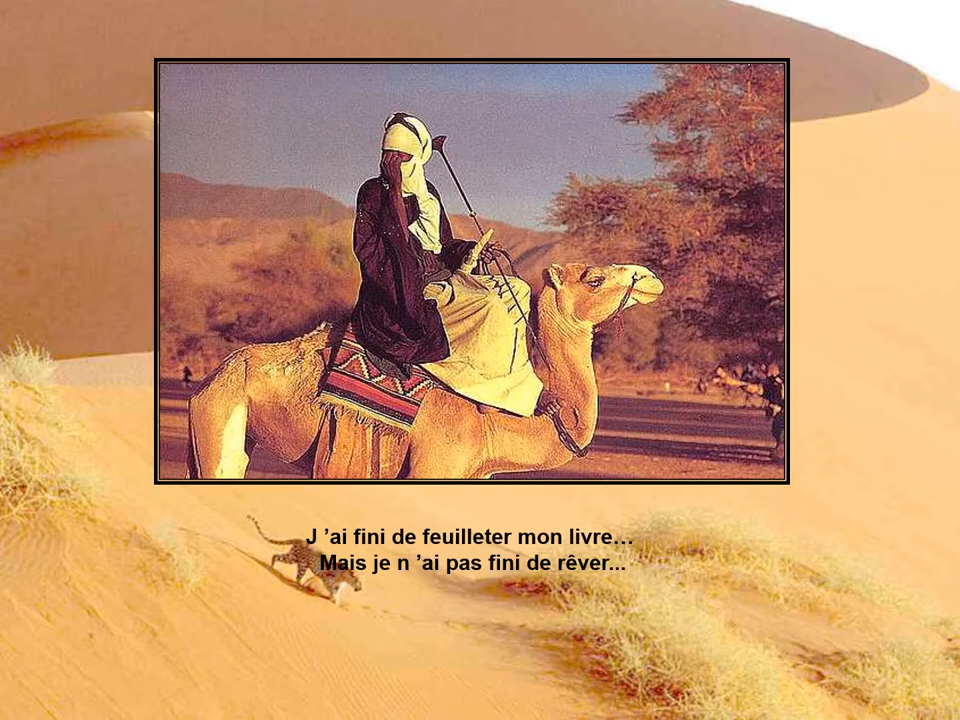 J ’ai fini de feuilleter mon livre…
Mais je n ’ai pas fini de rêver...